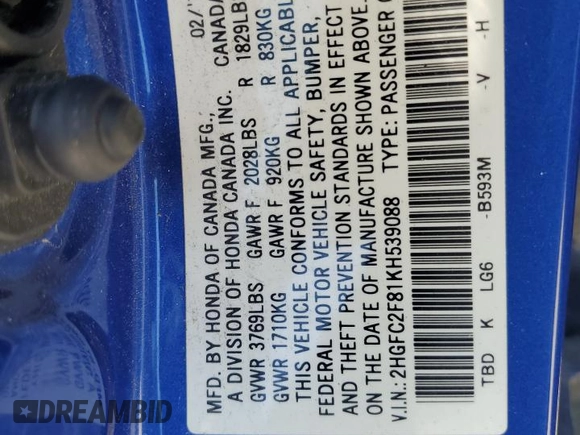 MFD. BY HONDA OF CANADA MFG., 02/
A DIVISION OF HONDA CANADA INC. CANADA
GVWR 3769LBS GAWR F 2028LBS R 1829LBS
GVWR 1710KG GAWR F 920KG R 830KG
THIS VEHICLE CONFORMS TO ALL APPLICABLE
FEDERAL MOTOR VEHICLE SAFETY, BUMPER,
AND THEFT PREVENTION STANDARDS IN EFFECT
ON THE DATE OF MANUFACTURE SHOWN ABOVE.
V.I.N.: 2HGFC2F81KH539088 TYPE: PASSENGER
TBD K LG6 -B593M -V -H
DREAMBID